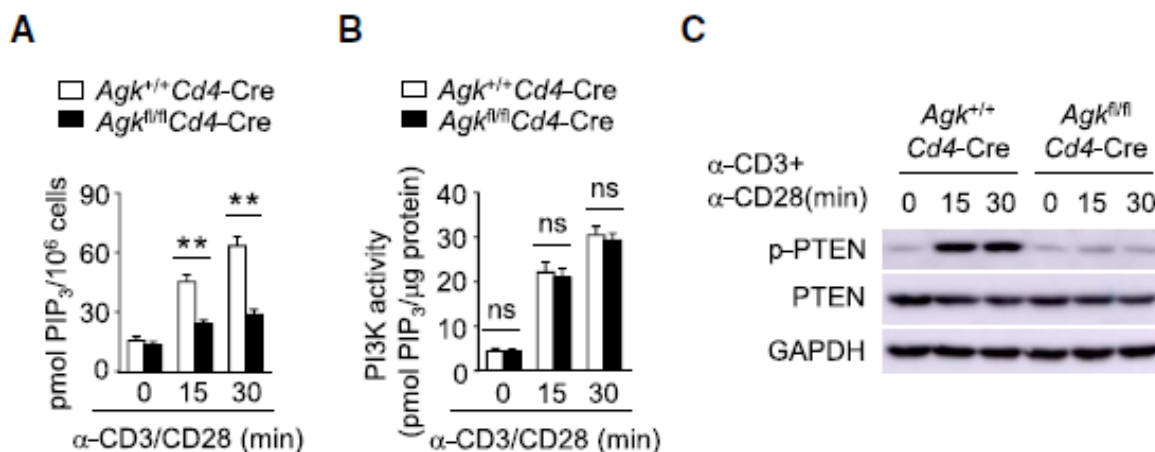 A
Agk+/+Cd4-Cre
Agkfl/flCd4-Cre
pmol PIP3/10^6 cells
90
60
30
0
**
**
0 15 30
α-CD3/CD28 (min)
B
Agk+/+Cd4-Cre
Agkfl/flCd4-Cre
PI3K activity
(pmol PIP3/μg protein)
40
30
20
10
0
ns
ns
ns
0 15 30
α-CD3/CD28 (min)
C
Agk+/+ Agkfl/fl
Cd4-Cre Cd4-Cre
α-CD3+
α-CD28(min) 0 15 30 0 15 30
p-PTEN
PTEN
GAPDH